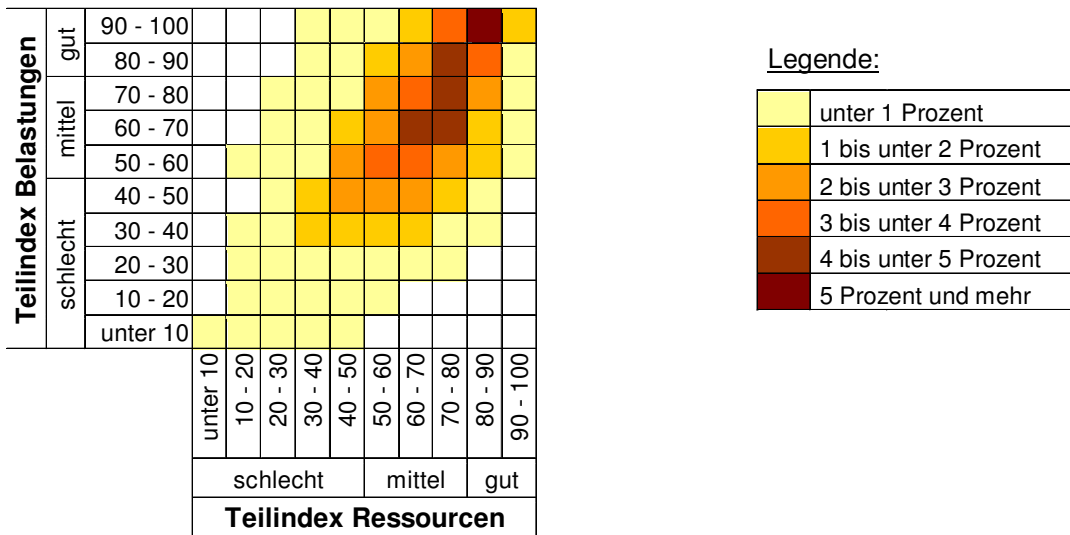 Teilindex Belastungen
gut
90 - 100
80 - 90
mittel
70 - 80
60 - 70
50 - 60
schlecht
40 - 50
30 - 40
20 - 30
10 - 20
unter 10
unter 10
10 - 20
20 - 30
30 - 40
40 - 50
50 - 60
60 - 70
70 - 80
80 - 90
90 - 100
schlecht
mittel
gut
Teilindex Ressourcen
Legende:
unter 1 Prozent
1 bis unter 2 Prozent
2 bis unter 3 Prozent
3 bis unter 4 Prozent
4 bis unter 5 Prozent
5 Prozent und mehr